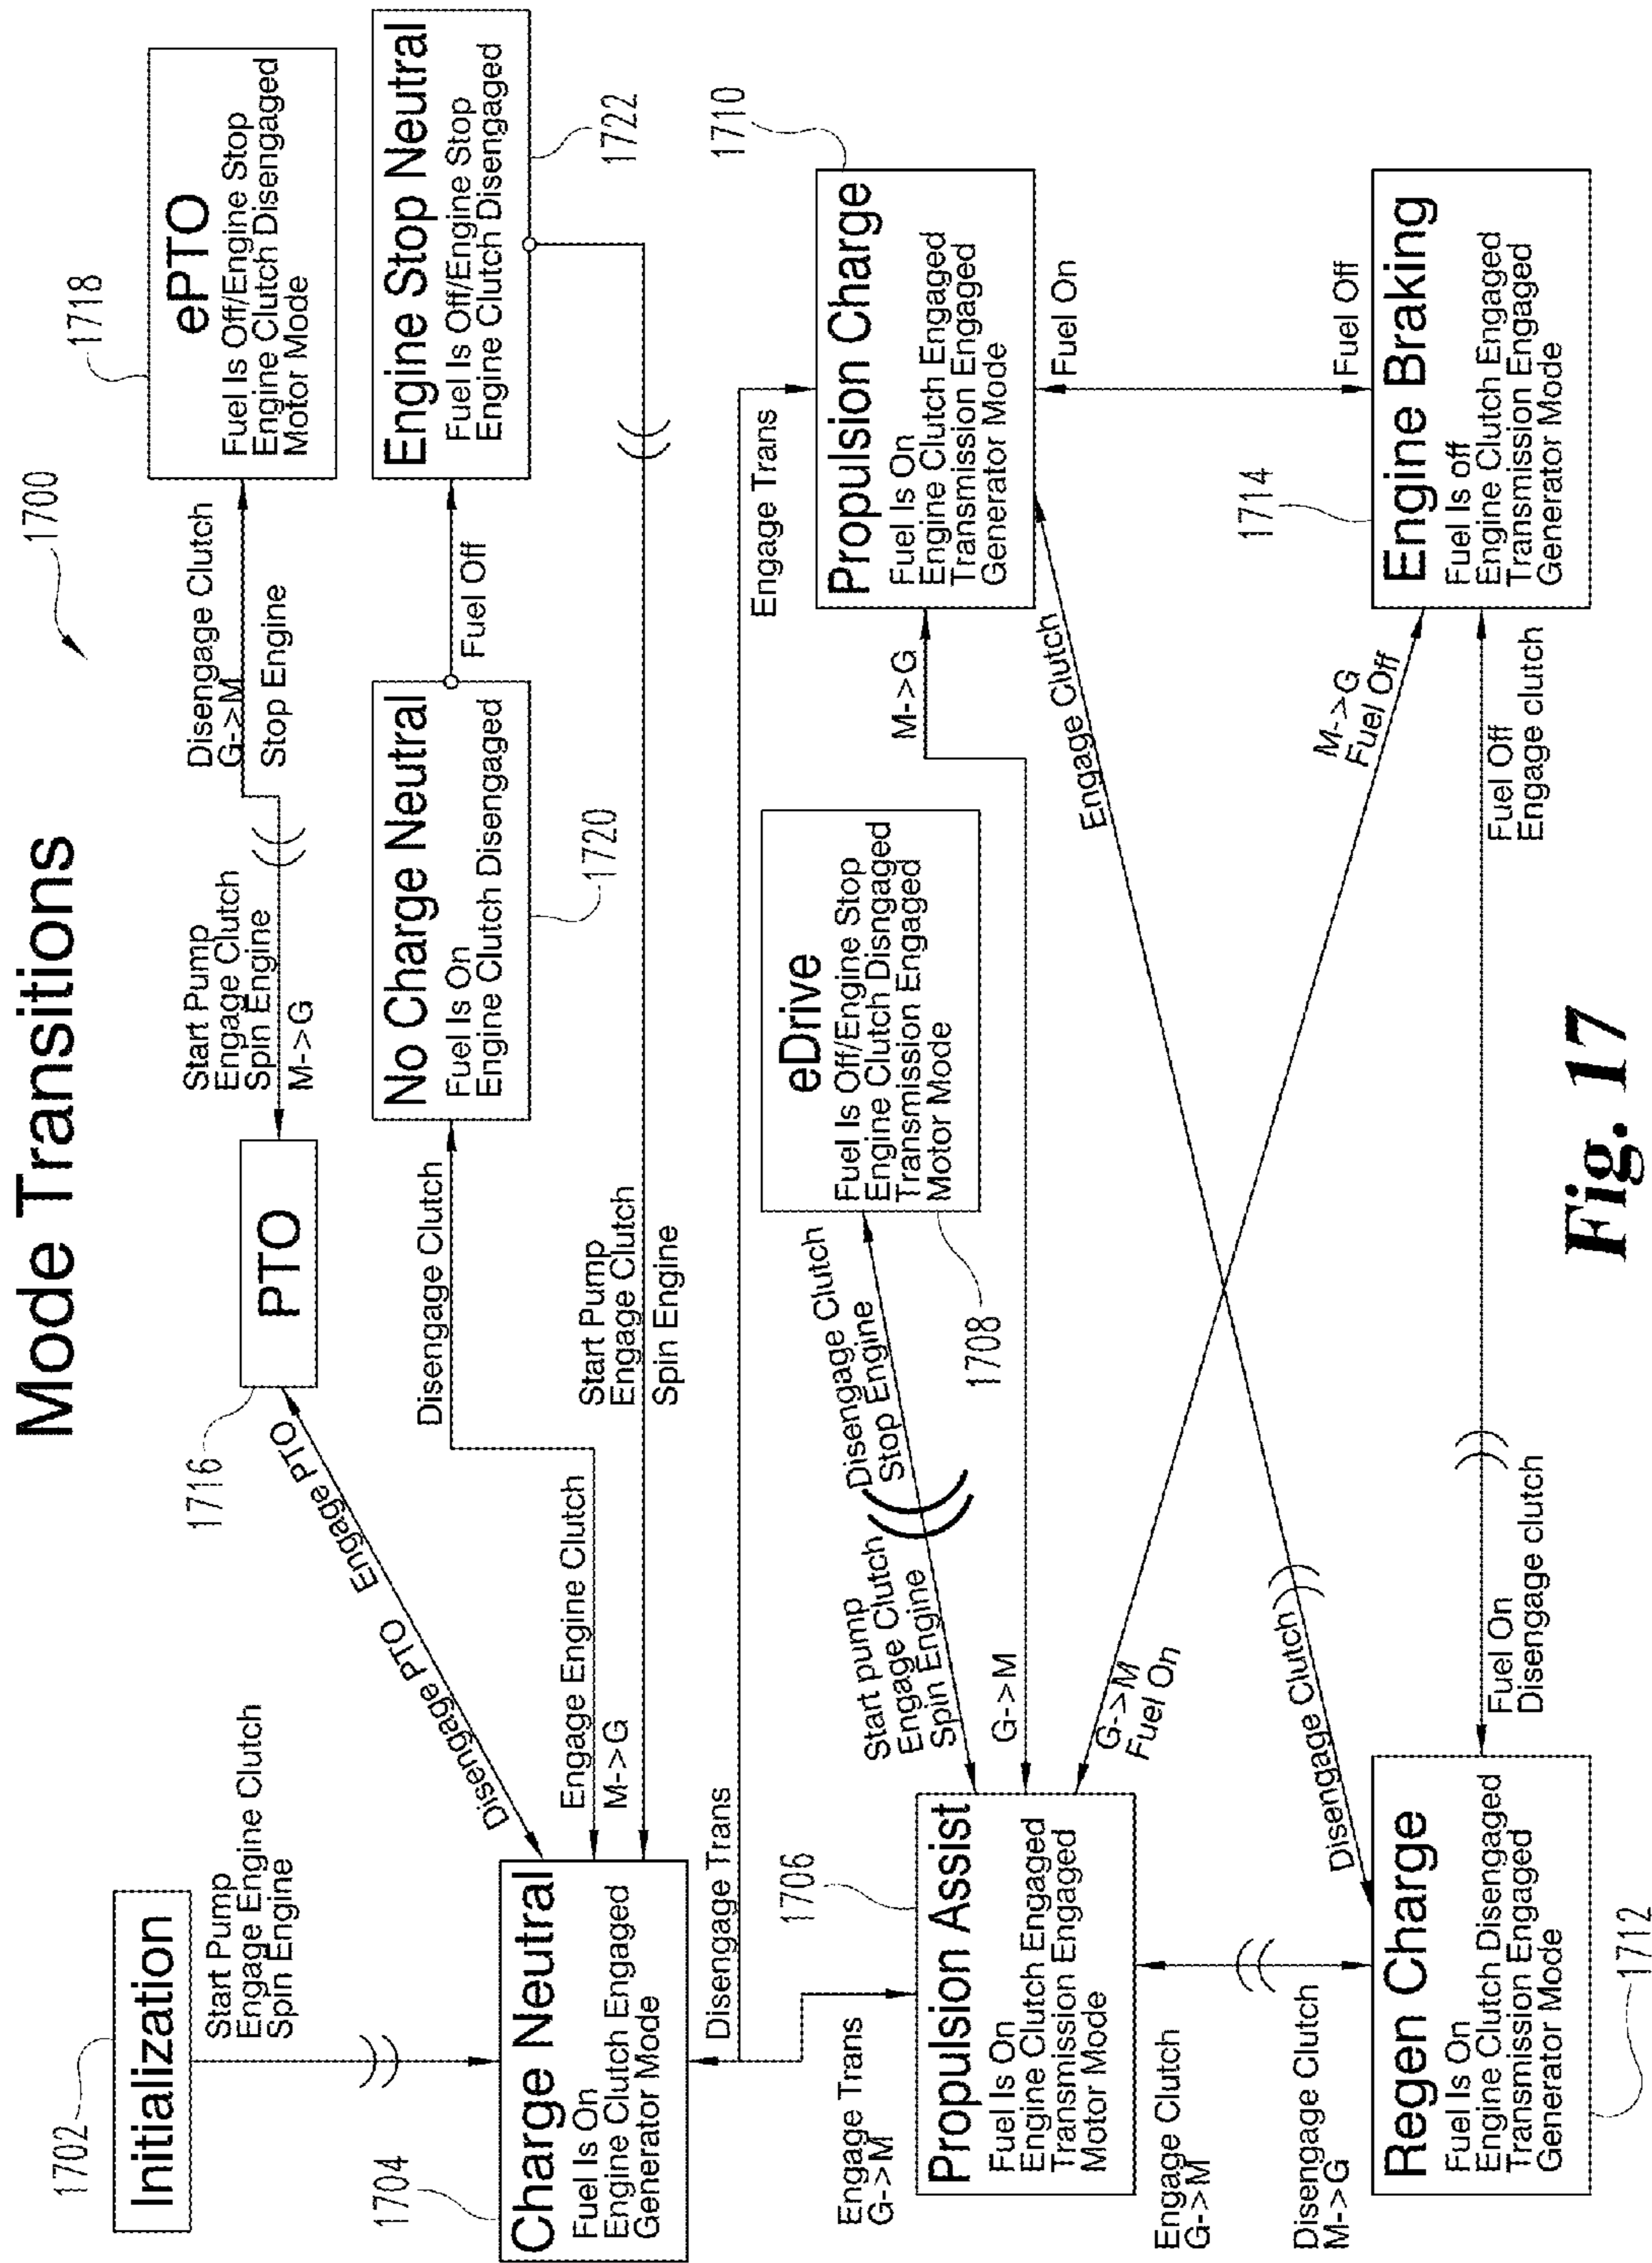 Mode Transitions
1700
1702
Initialization
Start Pump
Engage Engine Clutch
Spin Engine
1704
Charge Neutral
Fuel Is On
Engine Clutch Engaged
Generator Mode
Disengage PTO
Engage PTO
1716
PTO
Start Pump
Engage Clutch
Spin Engine
M->G
Disengage Clutch
G->M
Stop Engine
1718
ePTO
Fuel Is Off/Engine Stop
Engine Clutch Disengaged
Motor Mode
Engage Engine Clutch
M->G
Disengage Clutch
No Charge Neutral
Fuel Is On
Engine Clutch Disengaged
1720
Fuel Off
Engine Stop Neutral
Fuel Is Off/Engine Stop
Engine Clutch Disengaged
1722
Start Pump
Engage Clutch
Spin Engine
Disengage Trans
Engage Trans
Engage Trans
G->M
1706
Propulsion Assist
Fuel Is On
Engine Clutch Engaged
Transmission Engaged
Motor Mode
Start pump
Engage Clutch
Spin Engine
Disengage Clutch
Stop Engine
eDrive
Fuel Is Off/Engine Stop
Engine Clutch Disngaged
Transmission Engaged
Motor Mode
1708
G->M
M->G
1710
Propulsion Charge
Fuel Is On
Engine Clutch Engaged
Transmission Engaged
Generator Mode
G->M
Fuel On
M->G
Fuel Off
Disengage Clutch
Engage Clutch
Fuel On
Fuel Off
Engage Clutch
G->M
Disengage Clutch
M->G
Regen Charge
Fuel Is On
Engine Clutch Disengaged
Transmission Engaged
Generator Mode
1712
Fuel On
Disengage clutch
Fuel Off
Engage clutch
1714
Engine Braking
Fuel Is off
Engine Clutch Engaged
Transmission Engaged
Generator Mode
Fig. 17